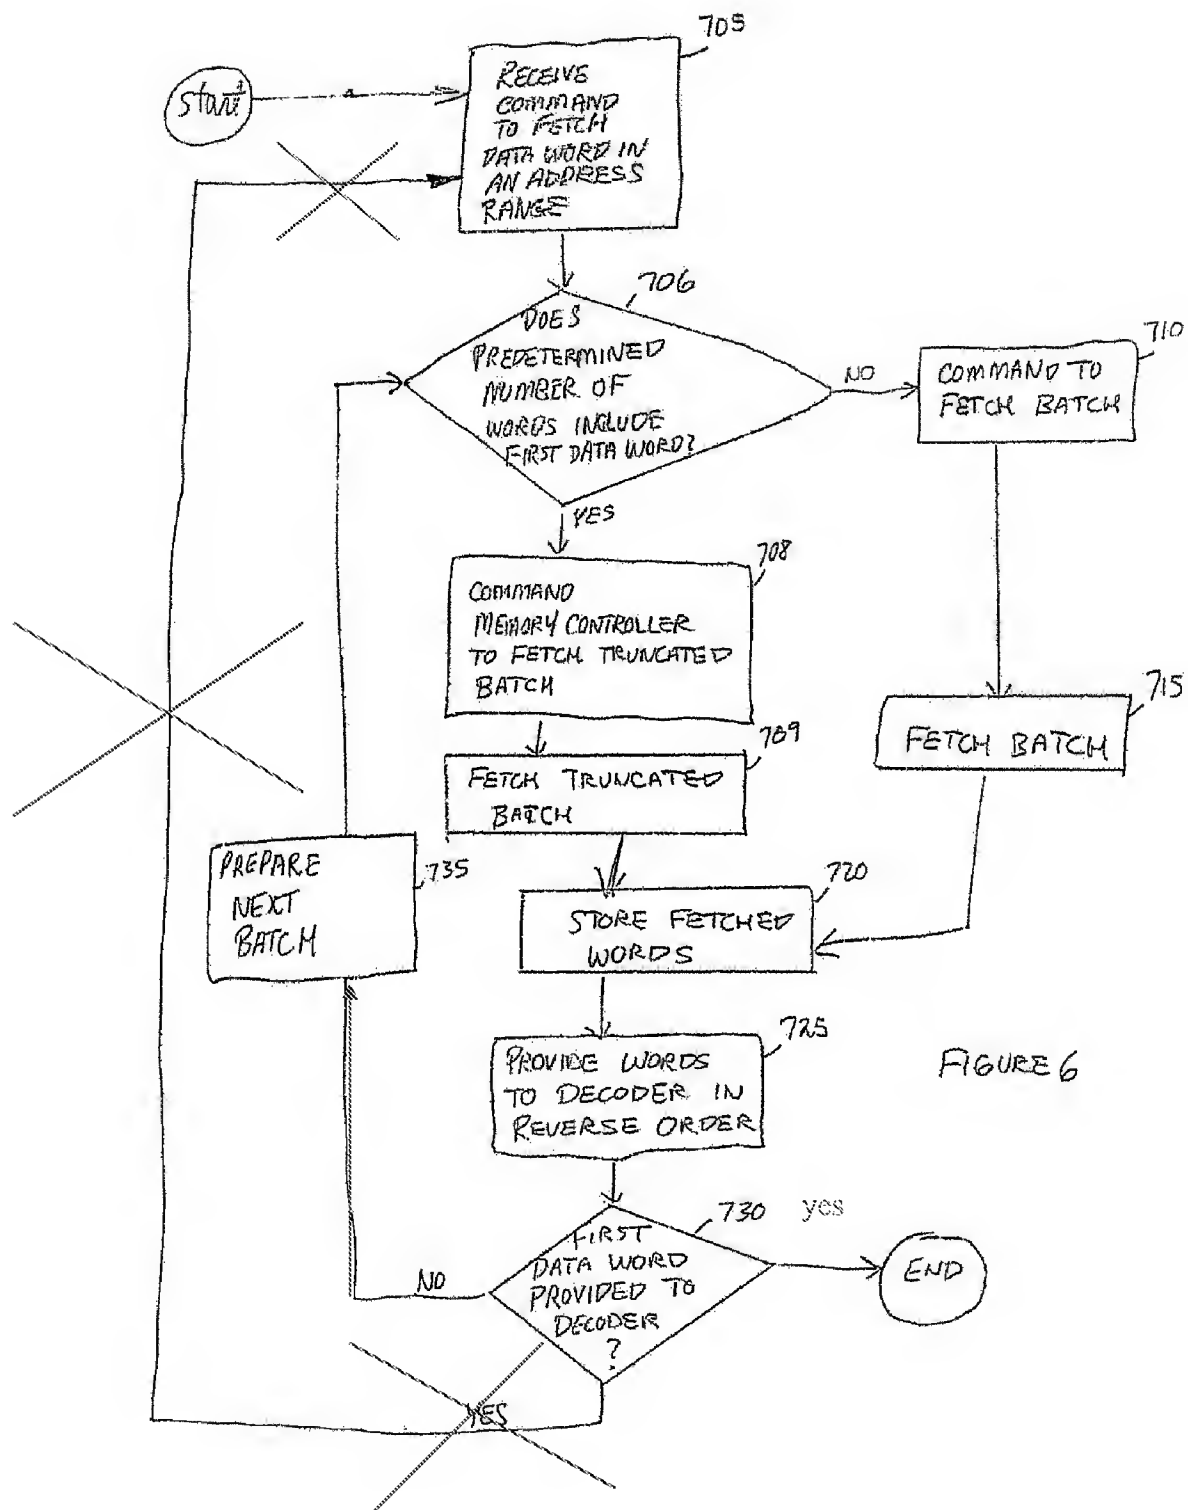 705
Start
RECEIVE
COMMAND
TO FETCH
DATA WORD IN
AN ADDRESS
RANGE
706
DOES
PREDETERMINED
NUMBER OF
WORDS INCLUDE
FIRST DATA WORD?
NO
710
COMMAND TO
FETCH BATCH
YES
708
COMMAND
MEMORY CONTROLLER
TO FETCH TRUNCATED
BATCH
709
FETCH TRUNCATED
BATCH
715
FETCH BATCH
PREPARE
NEXT
BATCH
735
720
STORE FETCHED
WORDS
725
PROVIDE WORDS
TO DECODER IN
REVERSE ORDER
FIGURE 6
730
yes
FIRST
DATA WORD
PROVIDED TO
DECODER
?
NO
END
YES